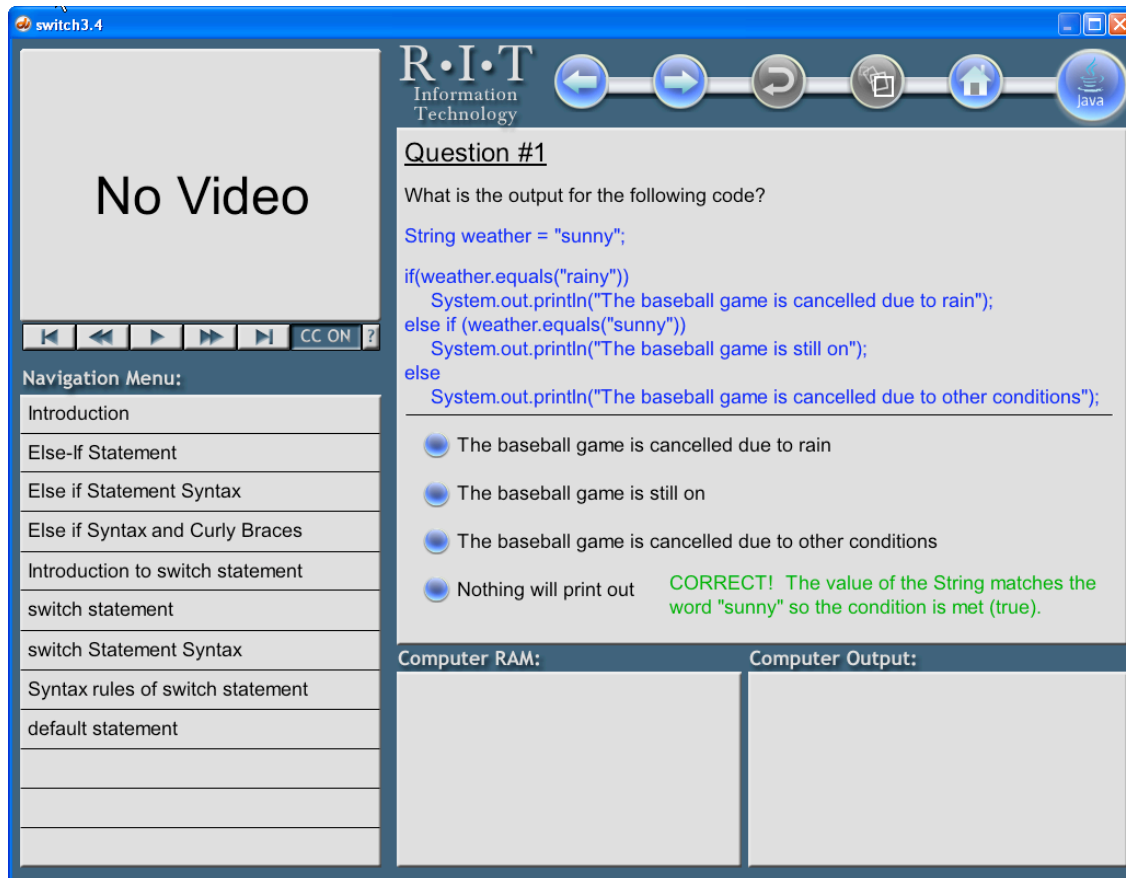 switch3.4
No Video
CC ON ?
Navigation Menu:
Introduction
Else-If Statement
Else if Statement Syntax
Else if Syntax and Curly Braces
Introduction to switch statement
switch statement
switch Statement Syntax
Syntax rules of switch statement
default statement
R•I•T
Information
Technology
Java
Question #1
What is the output for the following code?
String weather = "sunny";
if(weather.equals("rainy"))
System.out.println("The baseball game is cancelled due to rain");
else if (weather.equals("sunny"))
System.out.println("The baseball game is still on");
else
System.out.println("The baseball game is cancelled due to other conditions");
The baseball game is cancelled due to rain
The baseball game is still on
The baseball game is cancelled due to other conditions
Nothing will print out
CORRECT! The value of the String matches the
word "sunny" so the condition is met (true).
Computer RAM:
Computer Output: